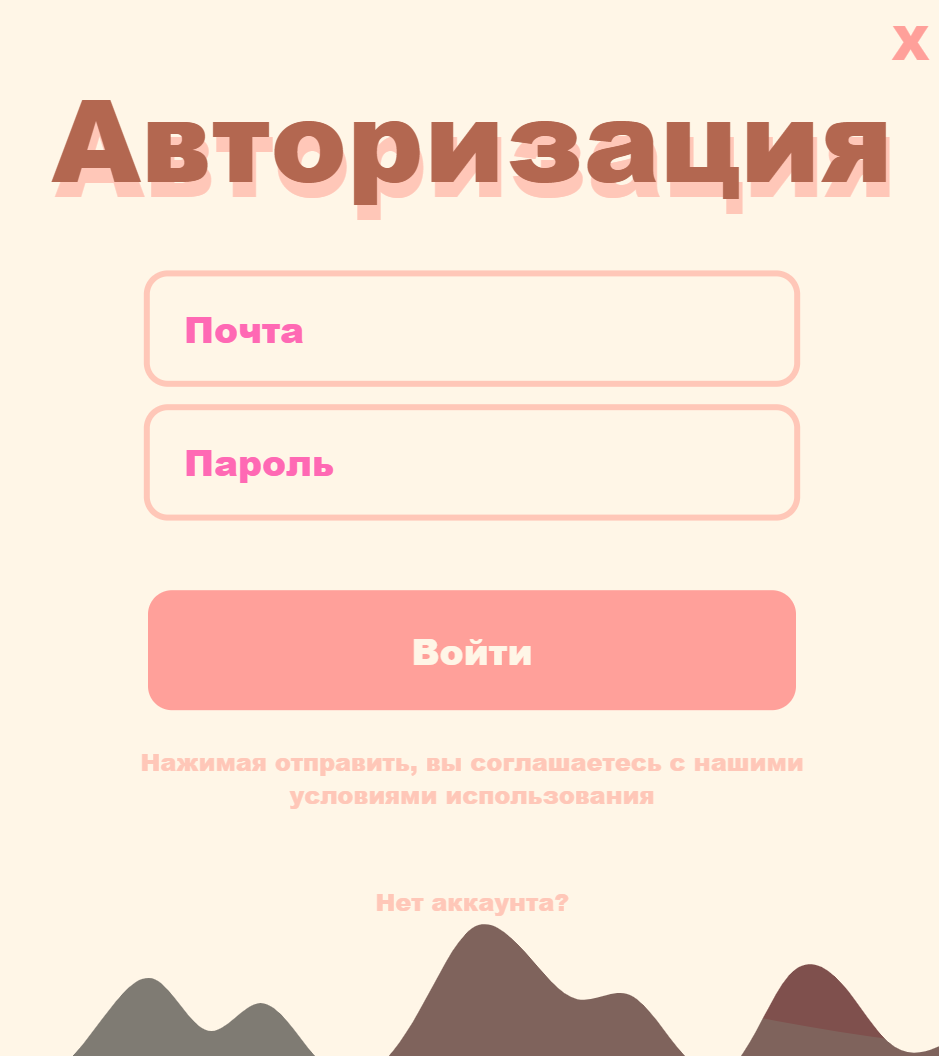 X
Авторизация
Почта
Пароль
Войти
Нажимая отправить, вы соглашаетесь с нашими
условиями использования
Нет аккаунта?